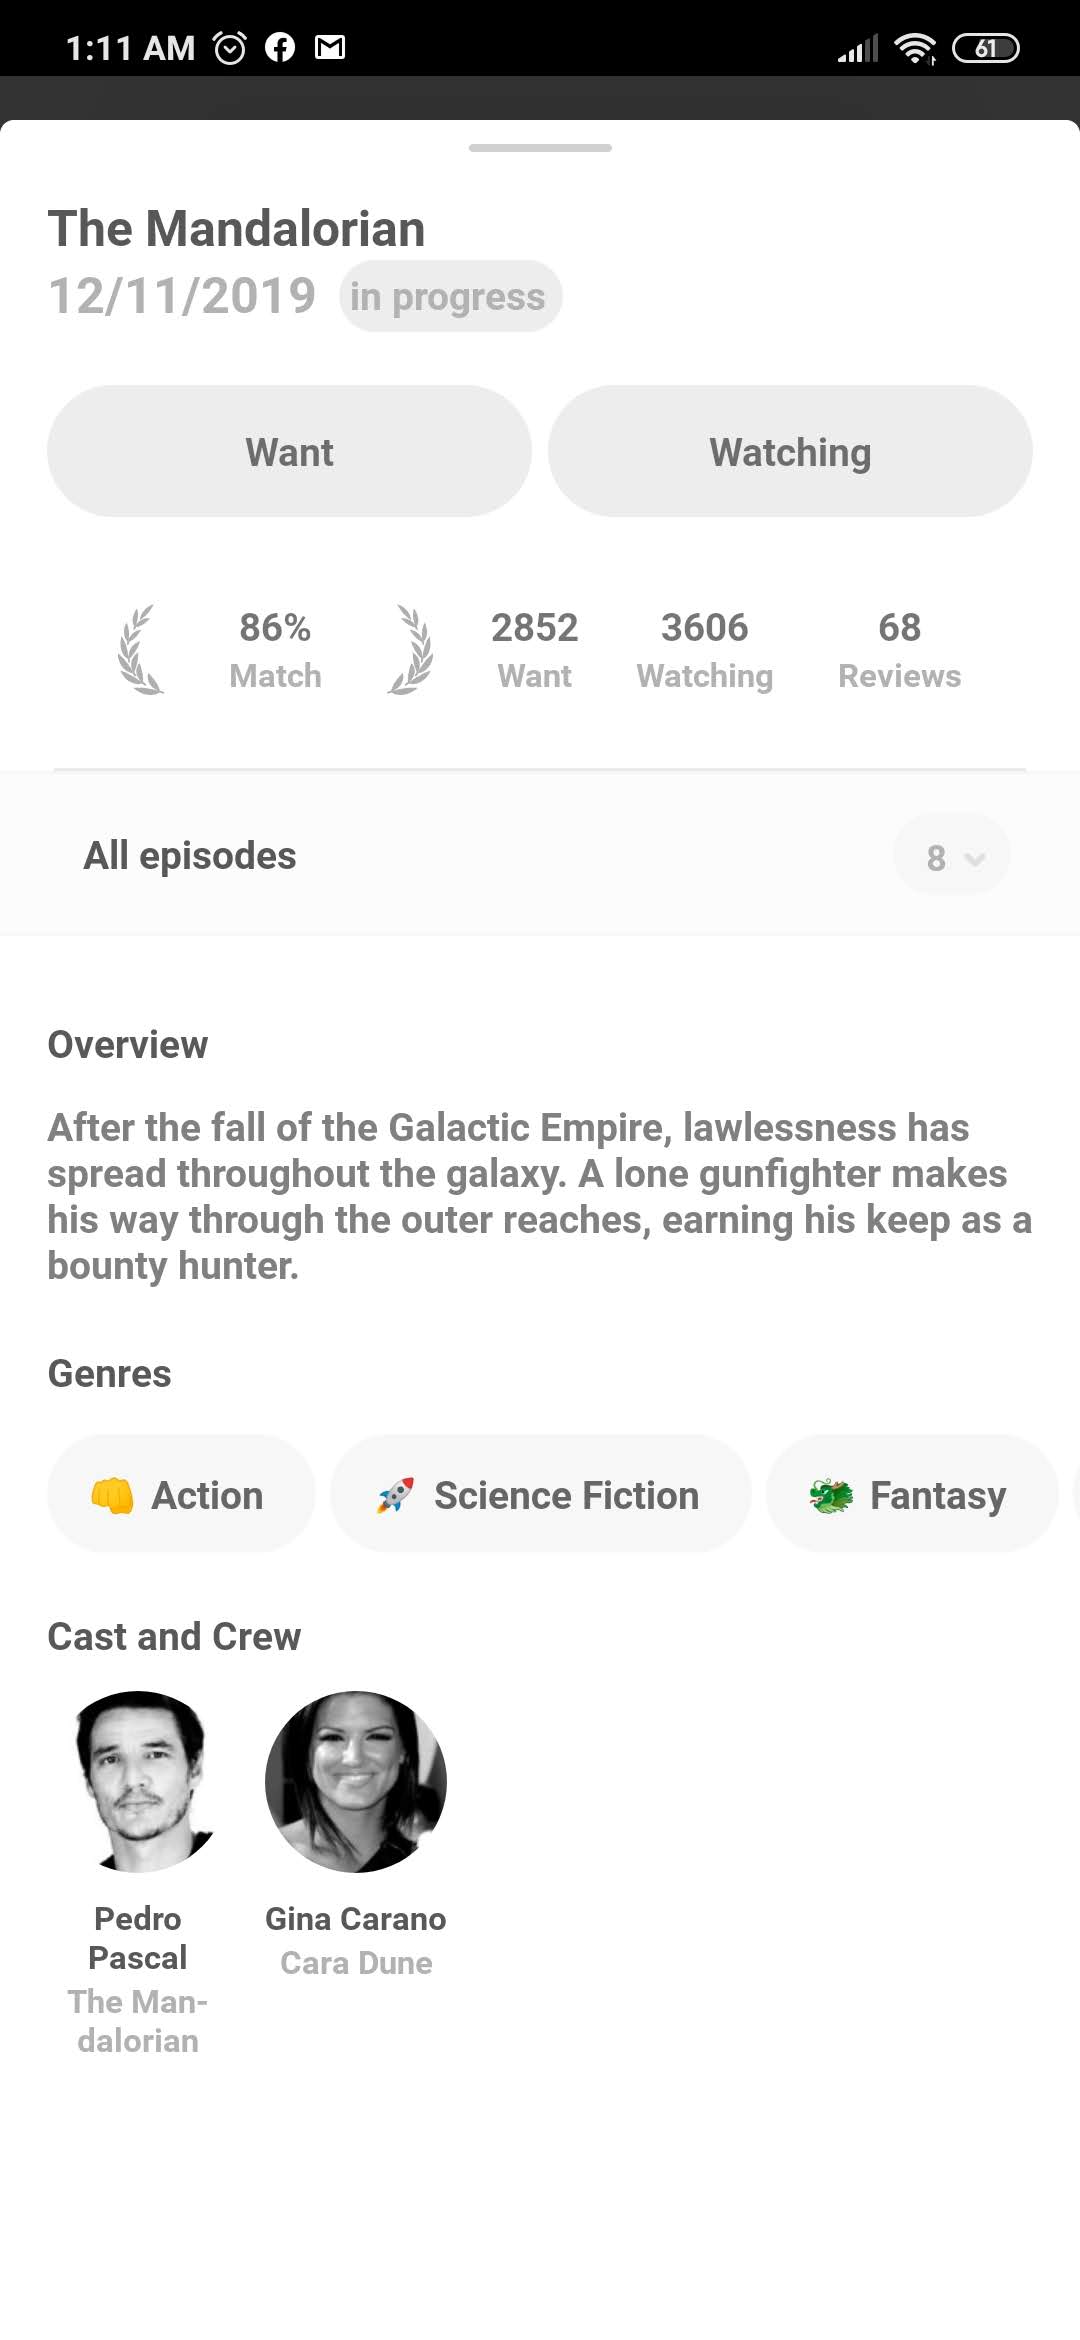 1:11 AM 61
The Mandalorian
12/11/2019 in progress
Want Watching
86% 2852 3606 68
Match Want Watching Reviews
All episodes 8
Overview
After the fall of the Galactic Empire, lawlessness has
spread throughout the galaxy. A lone gunfighter makes
his way through the outer reaches, earning his keep as a
bounty hunter.
Genres
Action Science Fiction Fantasy
Cast and Crew
Pedro
Pascal
The Man-
dalorian
Gina Carano
Cara Dune